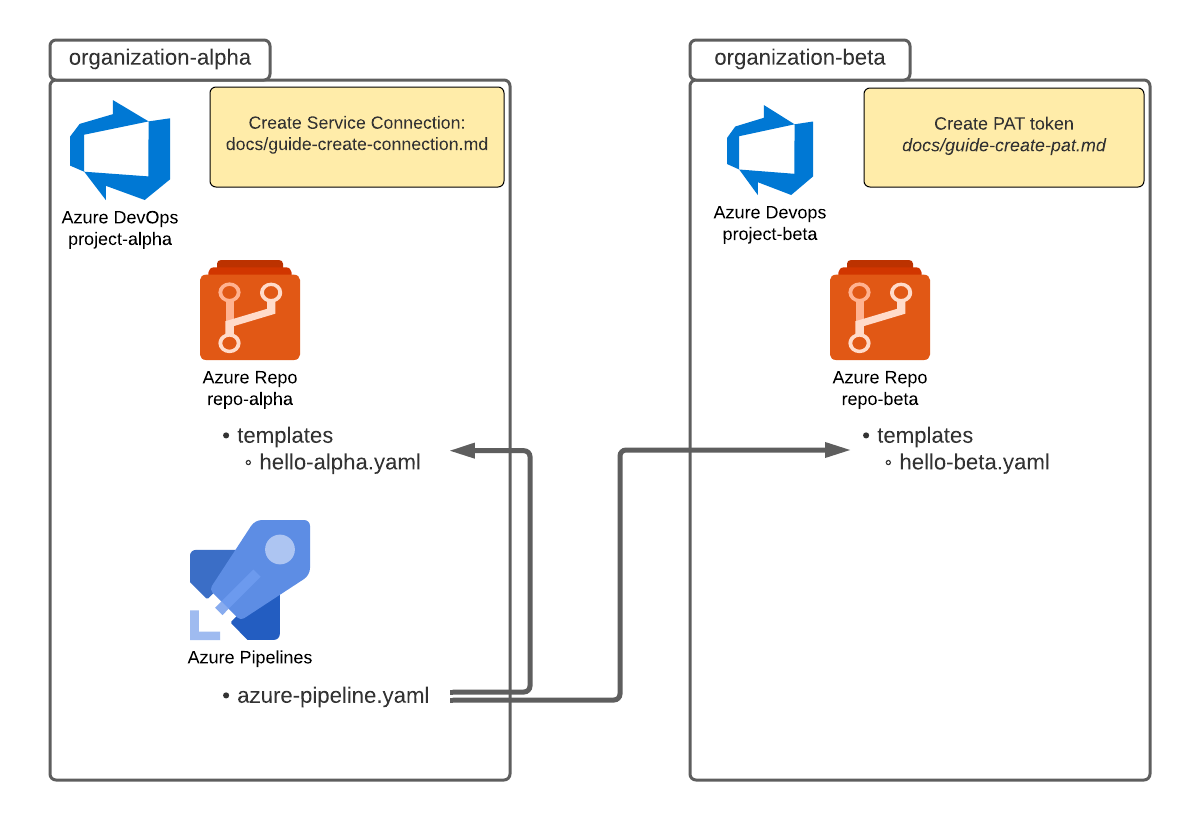 organization-alpha
Create Service Connection:
docs/guide-create-connection.md
Azure DevOps
project-alpha
Azure Repo
repo-alpha
• templates
◦ hello-alpha.yaml
Azure Pipelines
• azure-pipeline.yaml
organization-beta
Create PAT token
docs/guide-create-pat.md
Azure Devops
project-beta
Azure Repo
repo-beta
• templates
◦ hello-beta.yaml